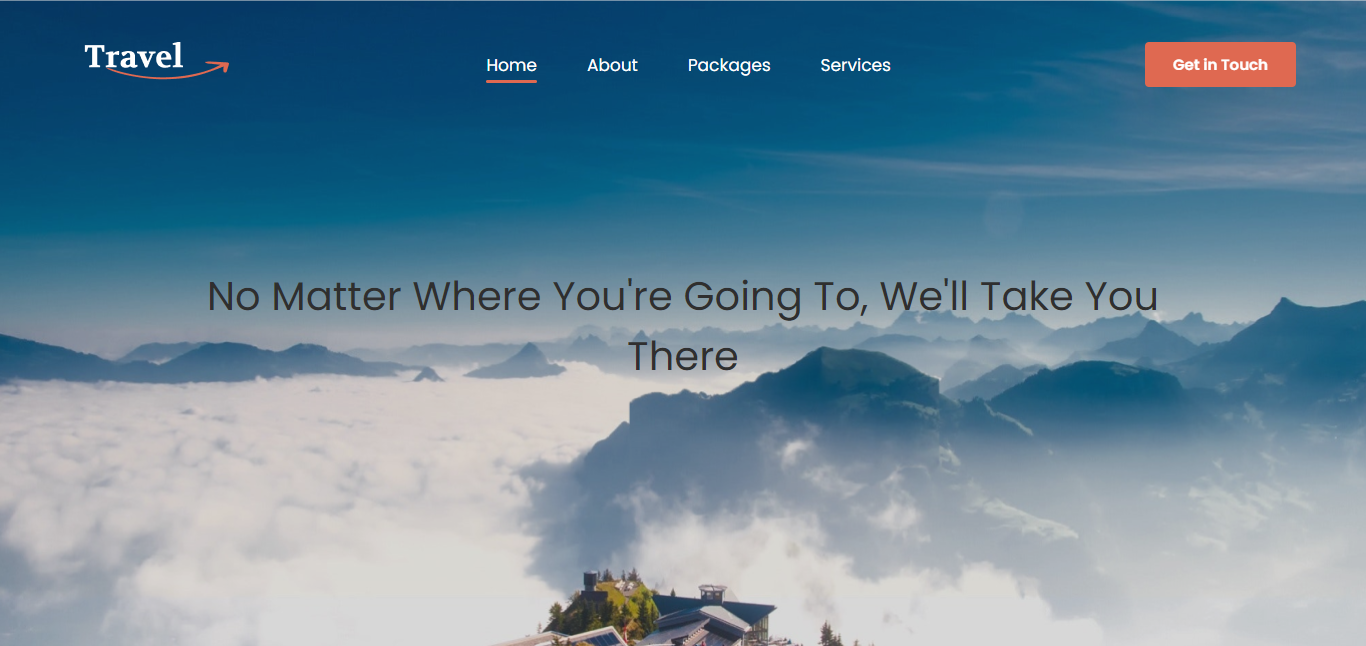 Travel
Home About Packages Services
Get in Touch
No Matter Where You're Going To, We'll Take You
There